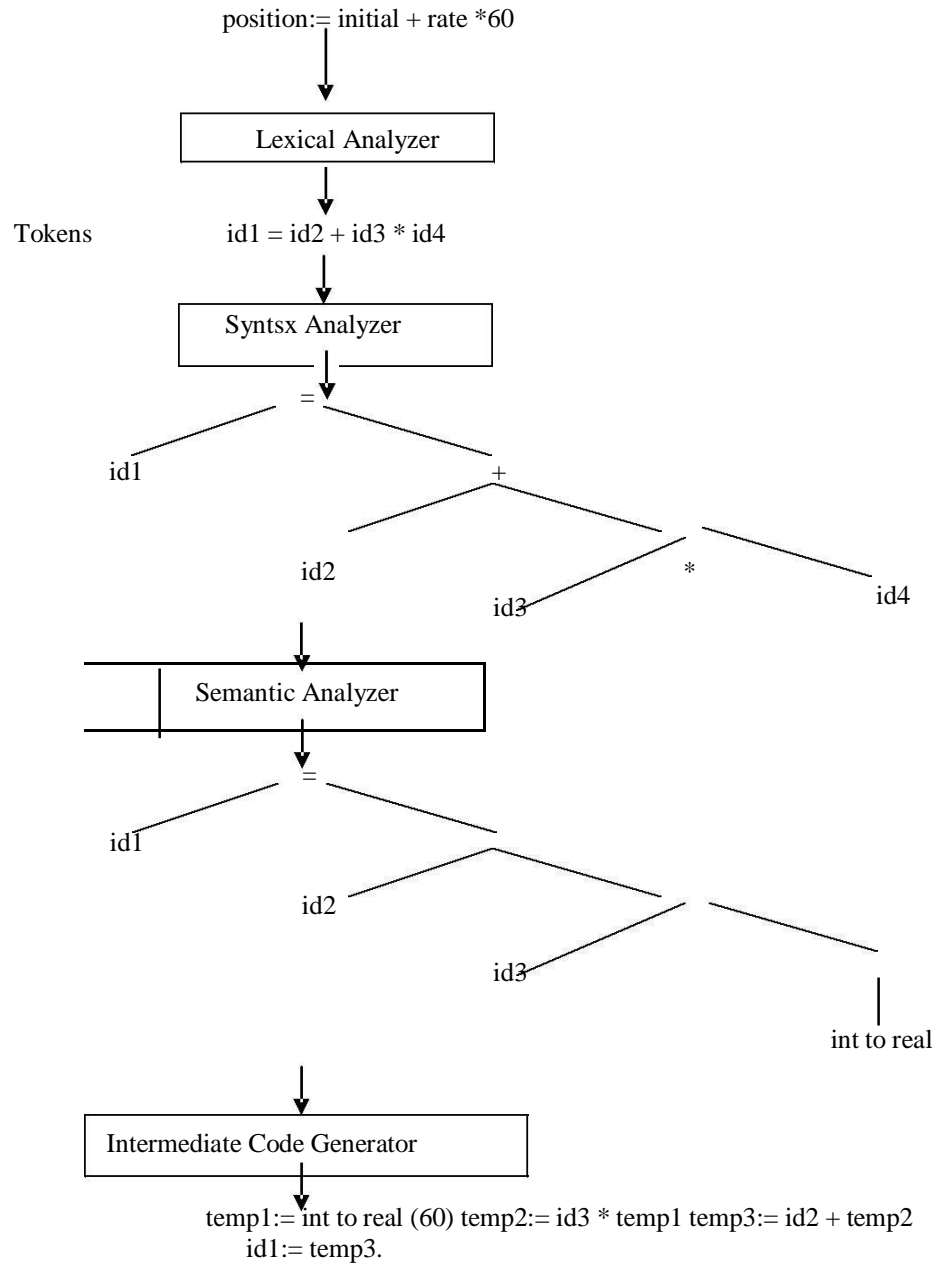 position:= initial + rate *60
Lexical Analyzer
Tokens id1 = id2 + id3 * id4
Syntsx Analyzer
=
id1
+
id2
*
id3
id4
Semantic Analyzer
=
id1
id2
id3
int to real
Intermediate Code Generator
temp1:= int to real (60) temp2:= id3 * temp1 temp3:= id2 + temp2
id1:= temp3.